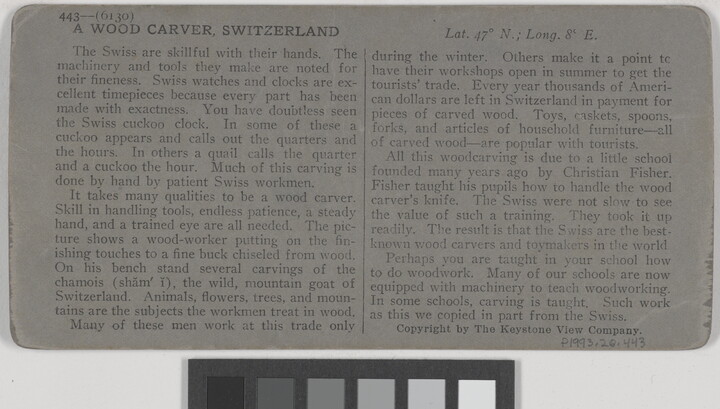 443—(6130)
A WOOD CARVER, SWITZERLAND
Lat. 47° N.; Long. 8° E.
The Swiss are skillful with their hands. The
machinery and tools they make are noted for
their fineness. Swiss watches and clocks are ex-
cellent timepieces because every part has been
made with exactness. You have doubtless seen
the Swiss cuckoo clock. In some of these a
cuckoo appears and calls out the quarters and
the hours. In others a quail calls the quarter
and a cuckoo the hour. Much of this carving is
done by hand by patient Swiss workmen.
It takes many qualities to be a wood carver.
Skill in handling tools, endless patience, a steady
hand, and a trained eye are all needed. The pic-
ture shows a wood-worker putting on the fin-
ishing touches to a fine buck chiseled from wood.
On his bench stand several carvings of the
chamois (shăm′ ĭ), the wild, mountain goat of
Switzerland. Animals, flowers, trees, and moun-
tains are the subjects the workmen treat in wood.
Many of these men work at this trade only
during the winter. Others make it a point to
have their workshops open in summer to get the
tourists' trade. Every year thousands of Ameri-
can dollars are left in Switzerland in payment for
pieces of carved wood. Toys, caskets, spoons,
forks, and articles of household furniture—all
of carved wood—are popular with tourists.
All this woodcarving is due to a little school
founded many years ago by Christian Fisher.
Fisher taught his pupils how to handle the wood
carver's knife. The Swiss were not slow to see
the value of such a training. They took it up
readily. The result is that the Swiss are the best-
known wood carvers and toymakers in the world
Perhaps you are taught in your school how
to do woodwork. Many of our schools are now
equipped with machinery to teach woodworking.
In some schools, carving is taught. Such work
as this we copied in part from the Swiss.
Copyright by The Keystone View Company.
P1993.26.443